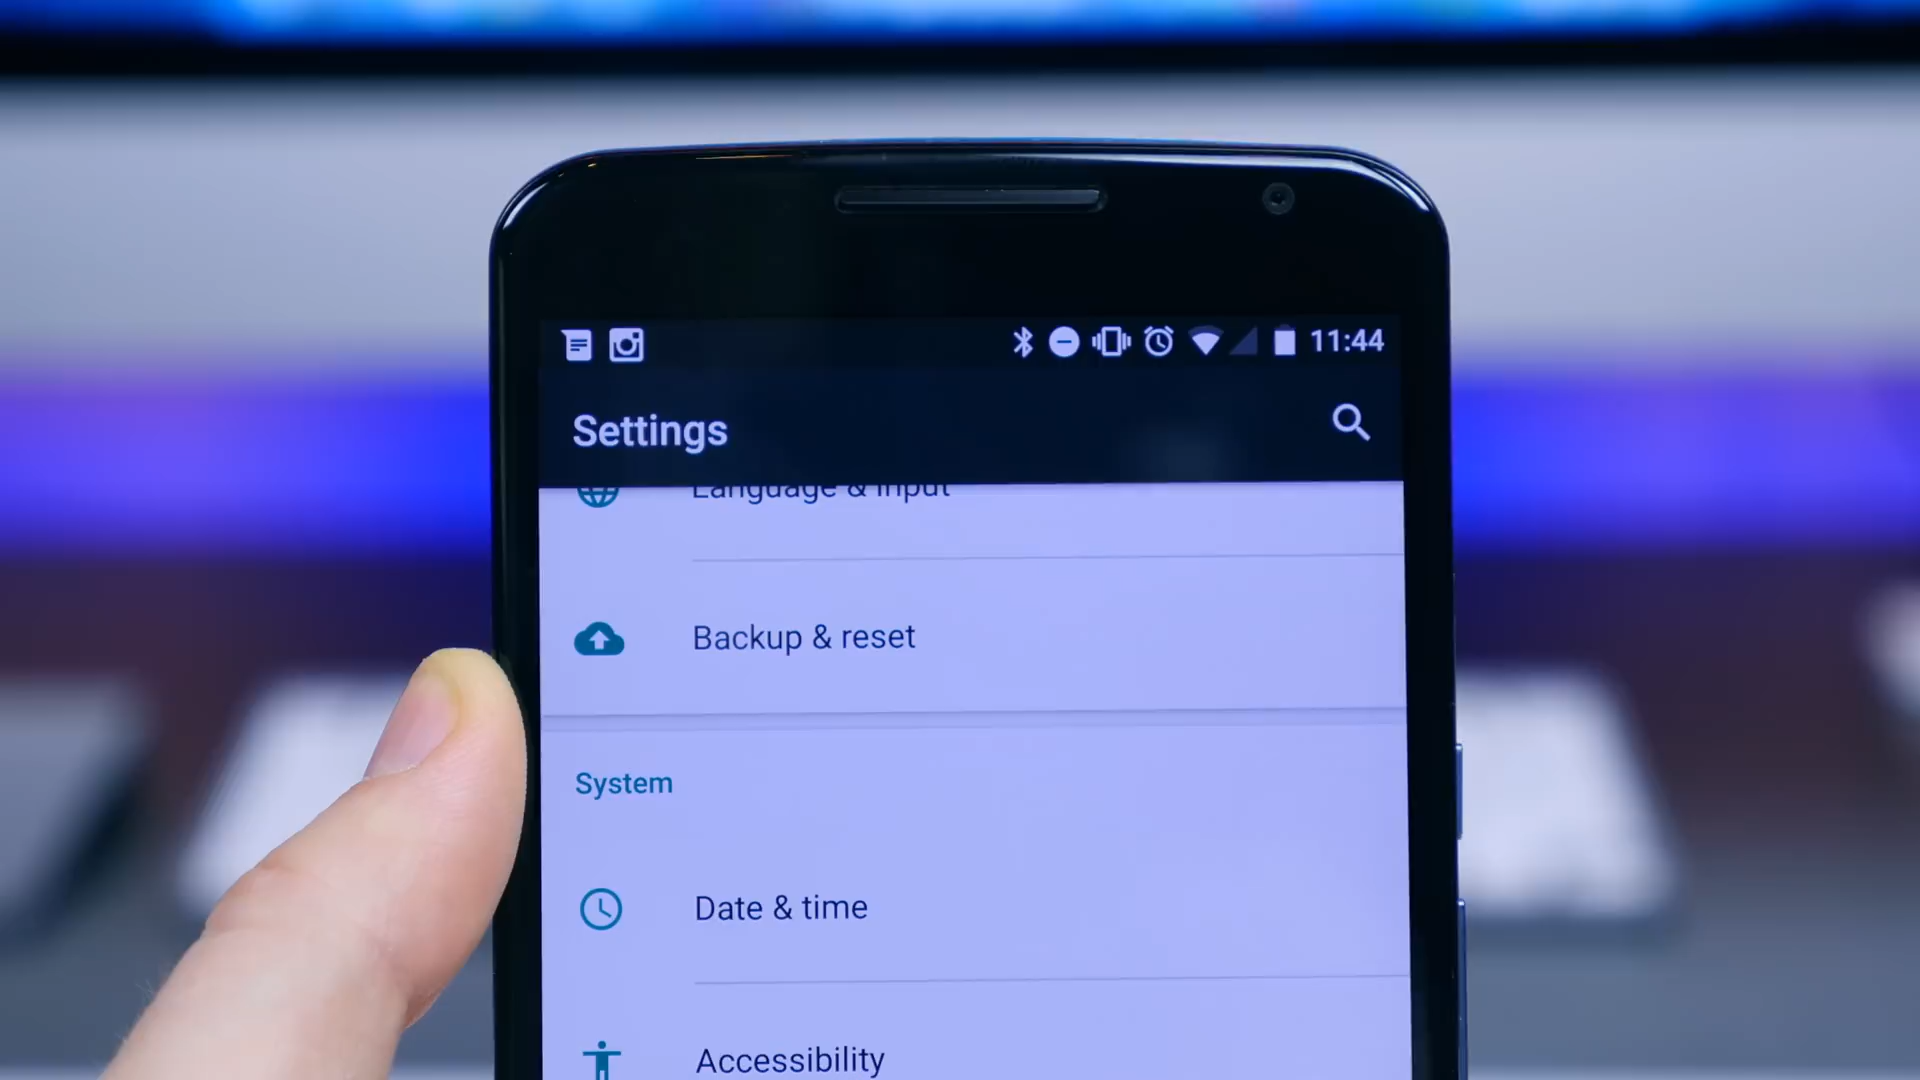 11:44
Settings
Language & input
Backup & reset
System
Date & time
Accessibility